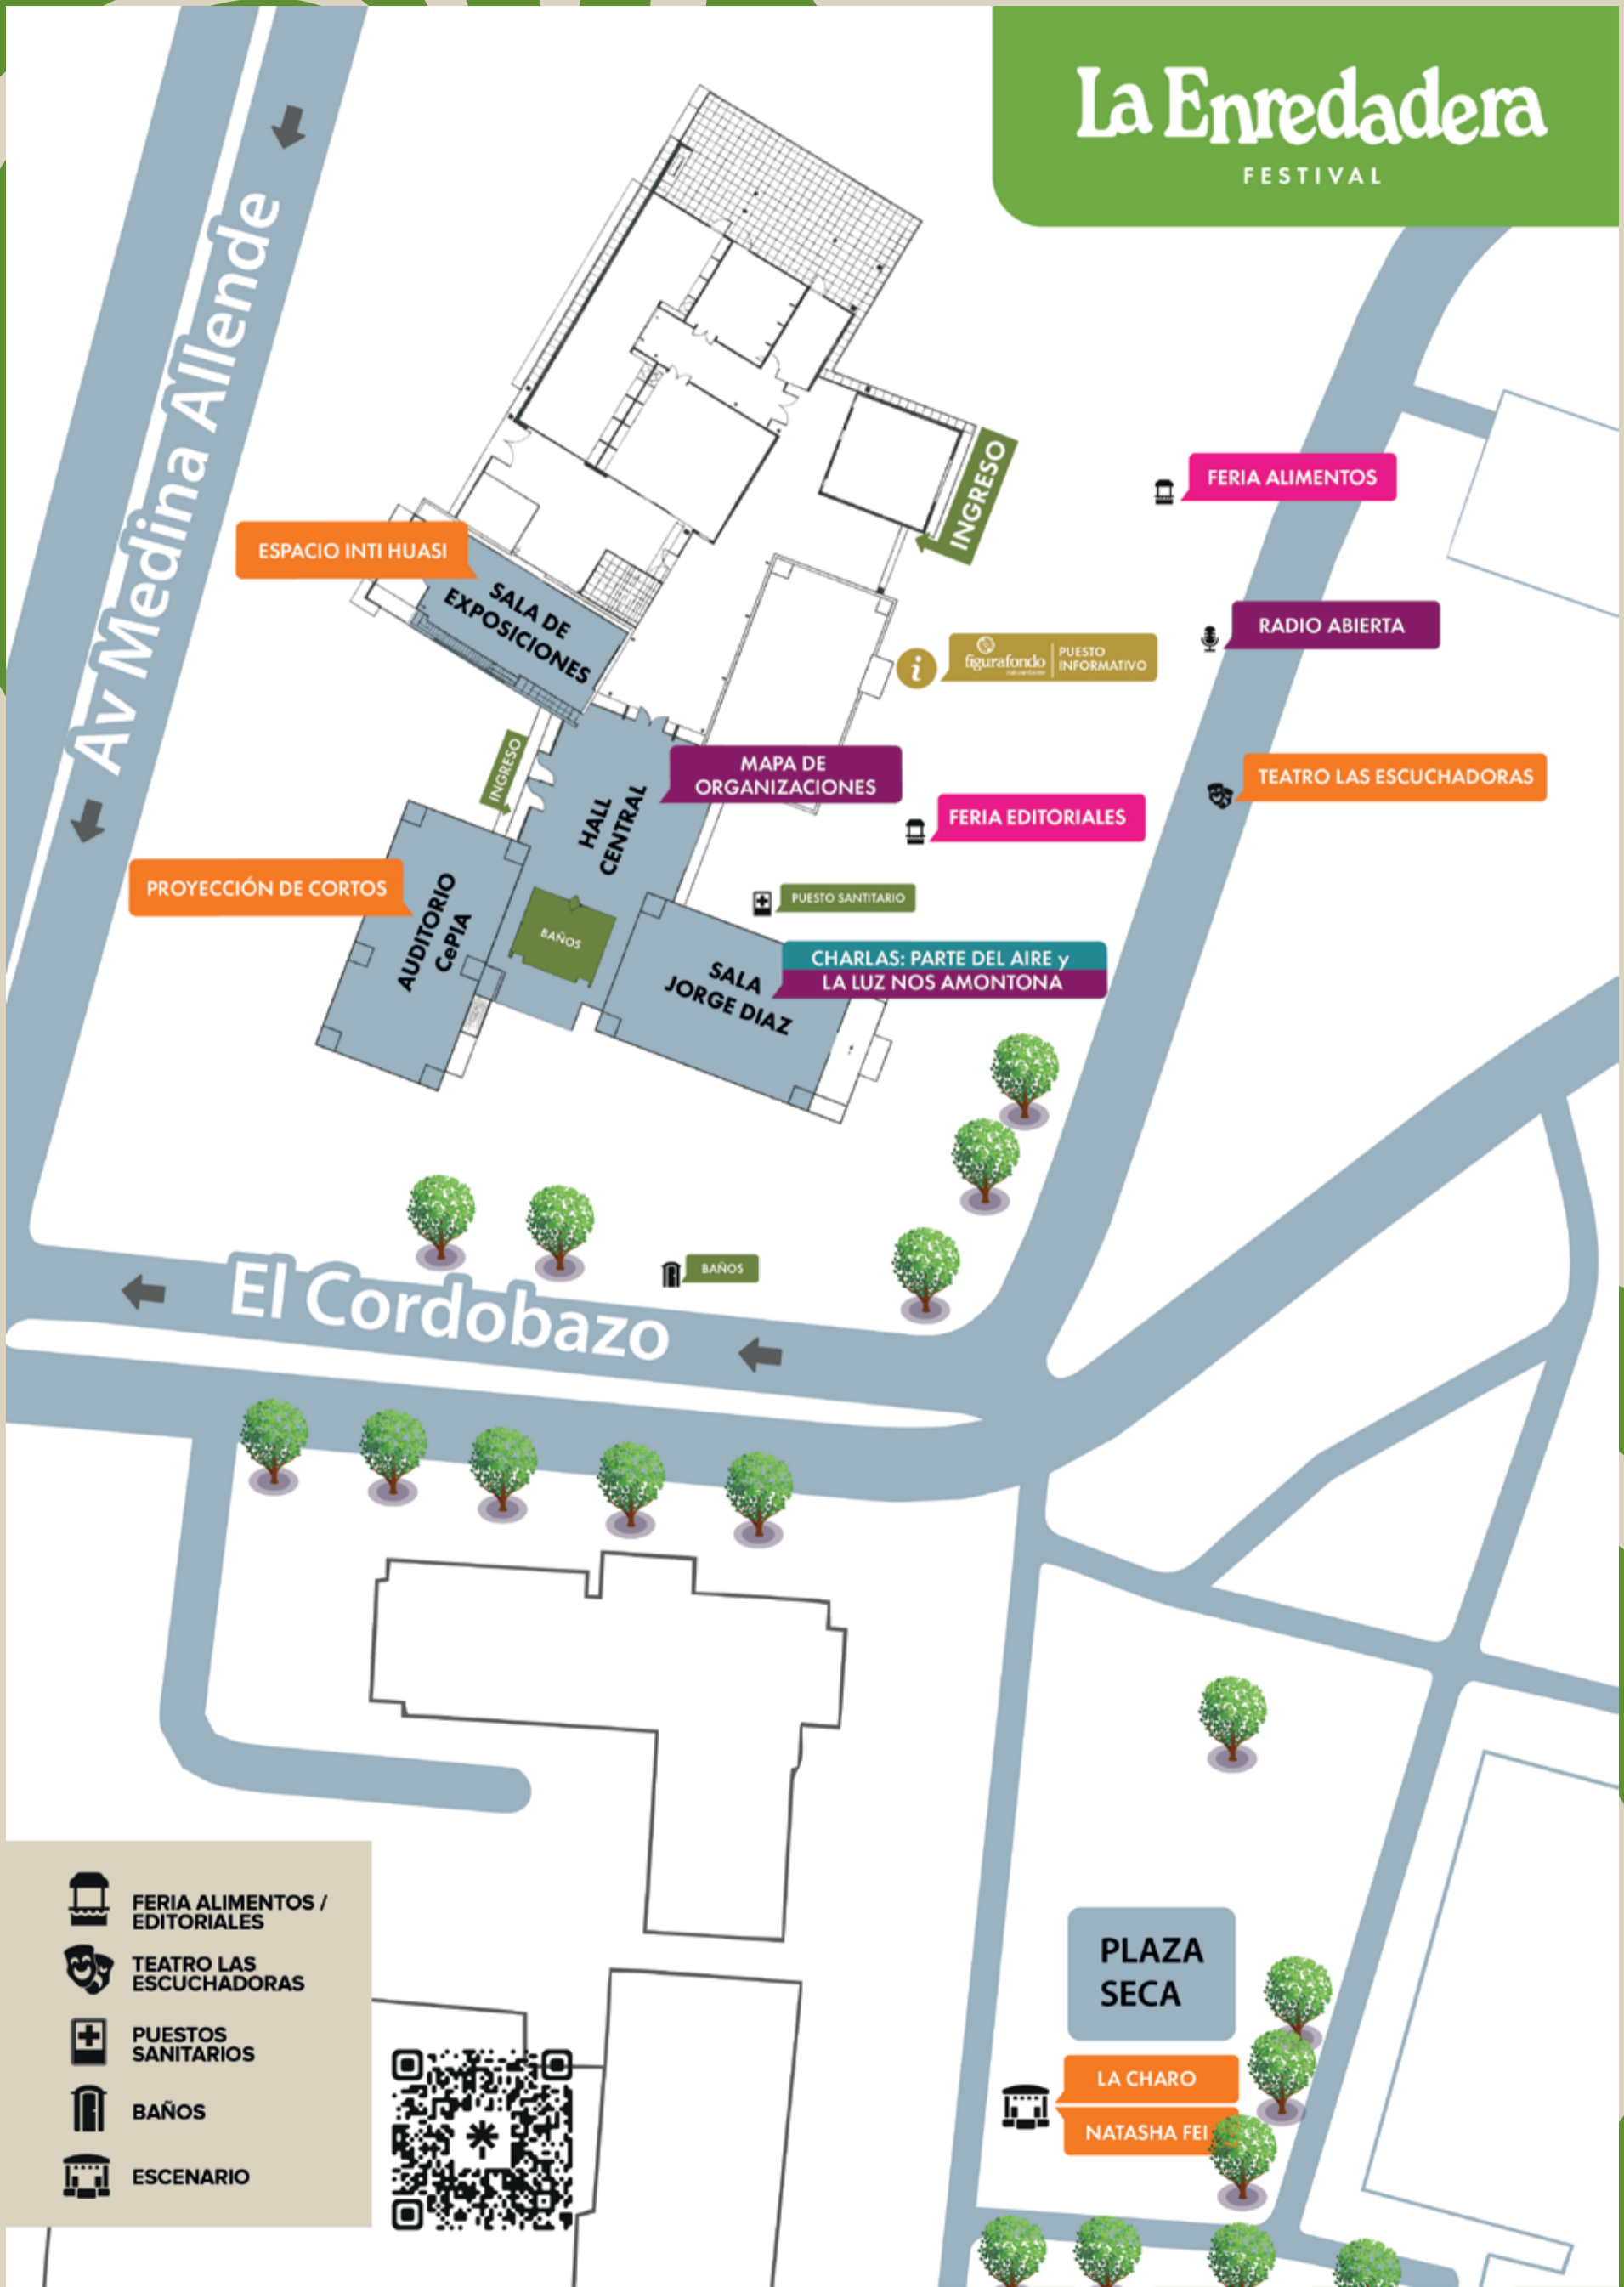 La Enredadera
FESTIVAL
Av Medina Allende
INGRESO
FERIA ALIMENTOS
ESPACIO INTI HUASI
SALA DE
EXPOSICIONES
RADIO ABIERTA
i
figurafondo
PUESTO
INFORMATIVO
INGRESO
MAPA DE
ORGANIZACIONES
TEATRO LAS ESCUCHADORAS
HALL
CENTRAL
FERIA EDITORIALES
PROYECCIÓN DE CORTOS
AUDITORIO
CePIA
BAÑOS
PUESTO SANTITARIO
SALA
JORGE DIAZ
CHARLAS: PARTE DEL AIRE y
LA LUZ NOS AMONTONA
BAÑOS
El Cordobazo
PLAZA
SECA
LA CHARO
NATASHA FEI
FERIA ALIMENTOS /
EDITORIALES
TEATRO LAS
ESCUCHADORAS
PUESTOS
SANITARIOS
BAÑOS
ESCENARIO